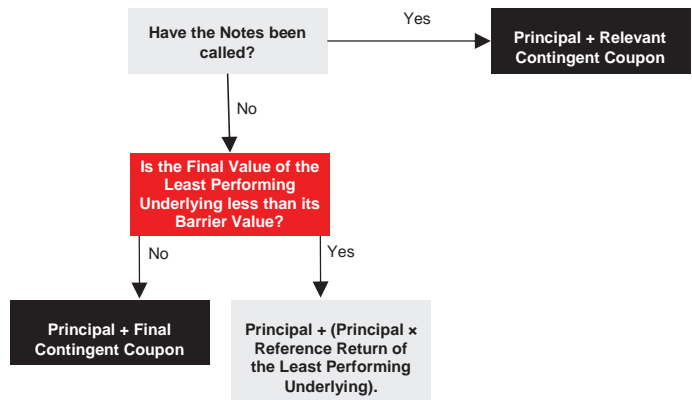 Have the Notes been
called?
Yes
Principal + Relevant
Contingent Coupon
No
Is the Final Value of the
Least Performing
Underlying less than its
Barrier Value?
No
Yes
Principal + Final
Contingent Coupon
Principal + (Principal ×
Reference Return of
the Least Performing
Underlying).